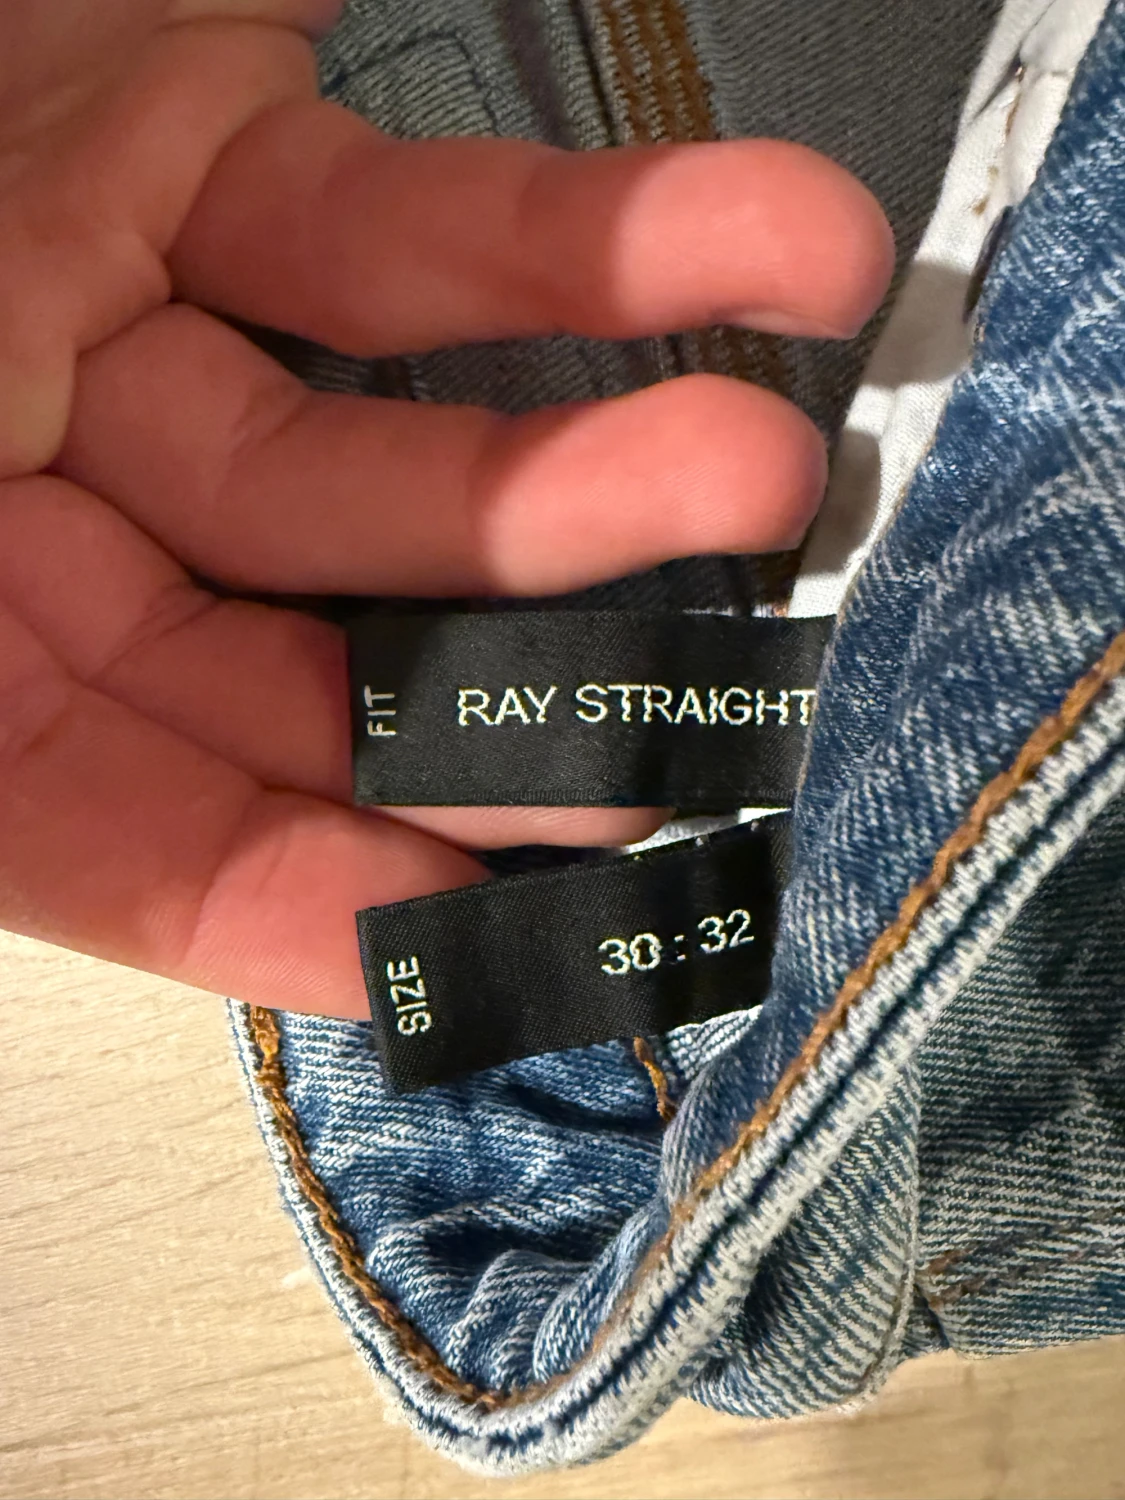 FIT
RAY STRAIGHT
SIZE
30 : 32